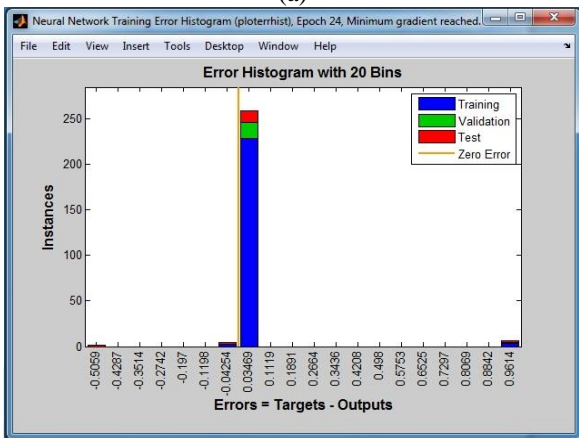 Neural Network Training Error Histogram (ploterrhist), Epoch 24, Minimum gradient reached.
File Edit View Insert Tools Desktop Window Help
Error Histogram with 20 Bins
Training
Validation
Test
Zero Error
250
200
150
100
50
0
Instances
-0.5059
-0.4287
-0.3514
-0.2742
-0.197
-0.1198
-0.04254
0.03469
0.1119
0.1891
0.2664
0.3436
0.4208
0.498
0.5753
0.6525
0.7297
0.8069
0.8842
0.9614
Errors = Targets - Outputs